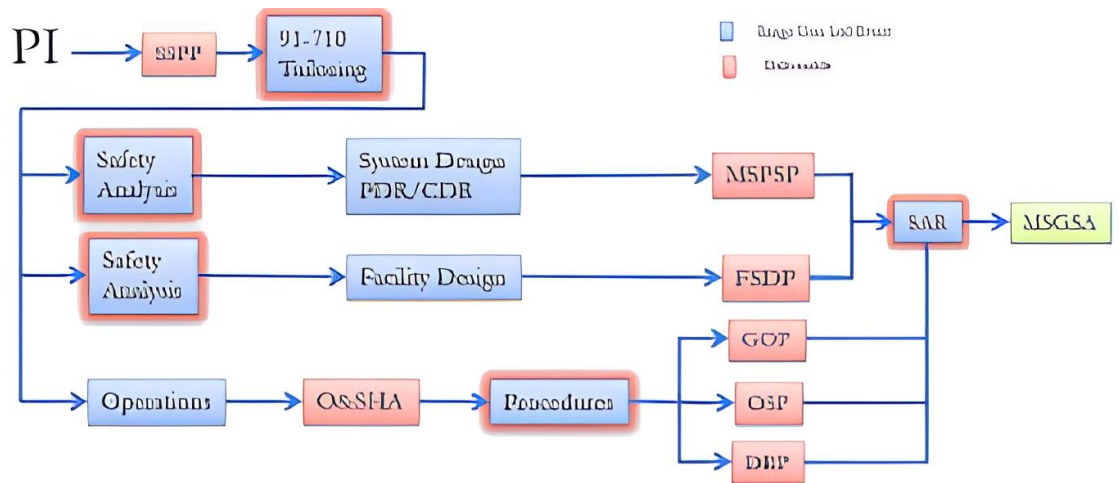 PI
SSPP
91-710
Tailoring
Safety
Analysis
System Design
PDR/CDR
MSPSP
SAR
MSGSA
Safety
Analysis
Facility Design
FSDP
GOP
Operations
O&SHA
Procedures
OSP